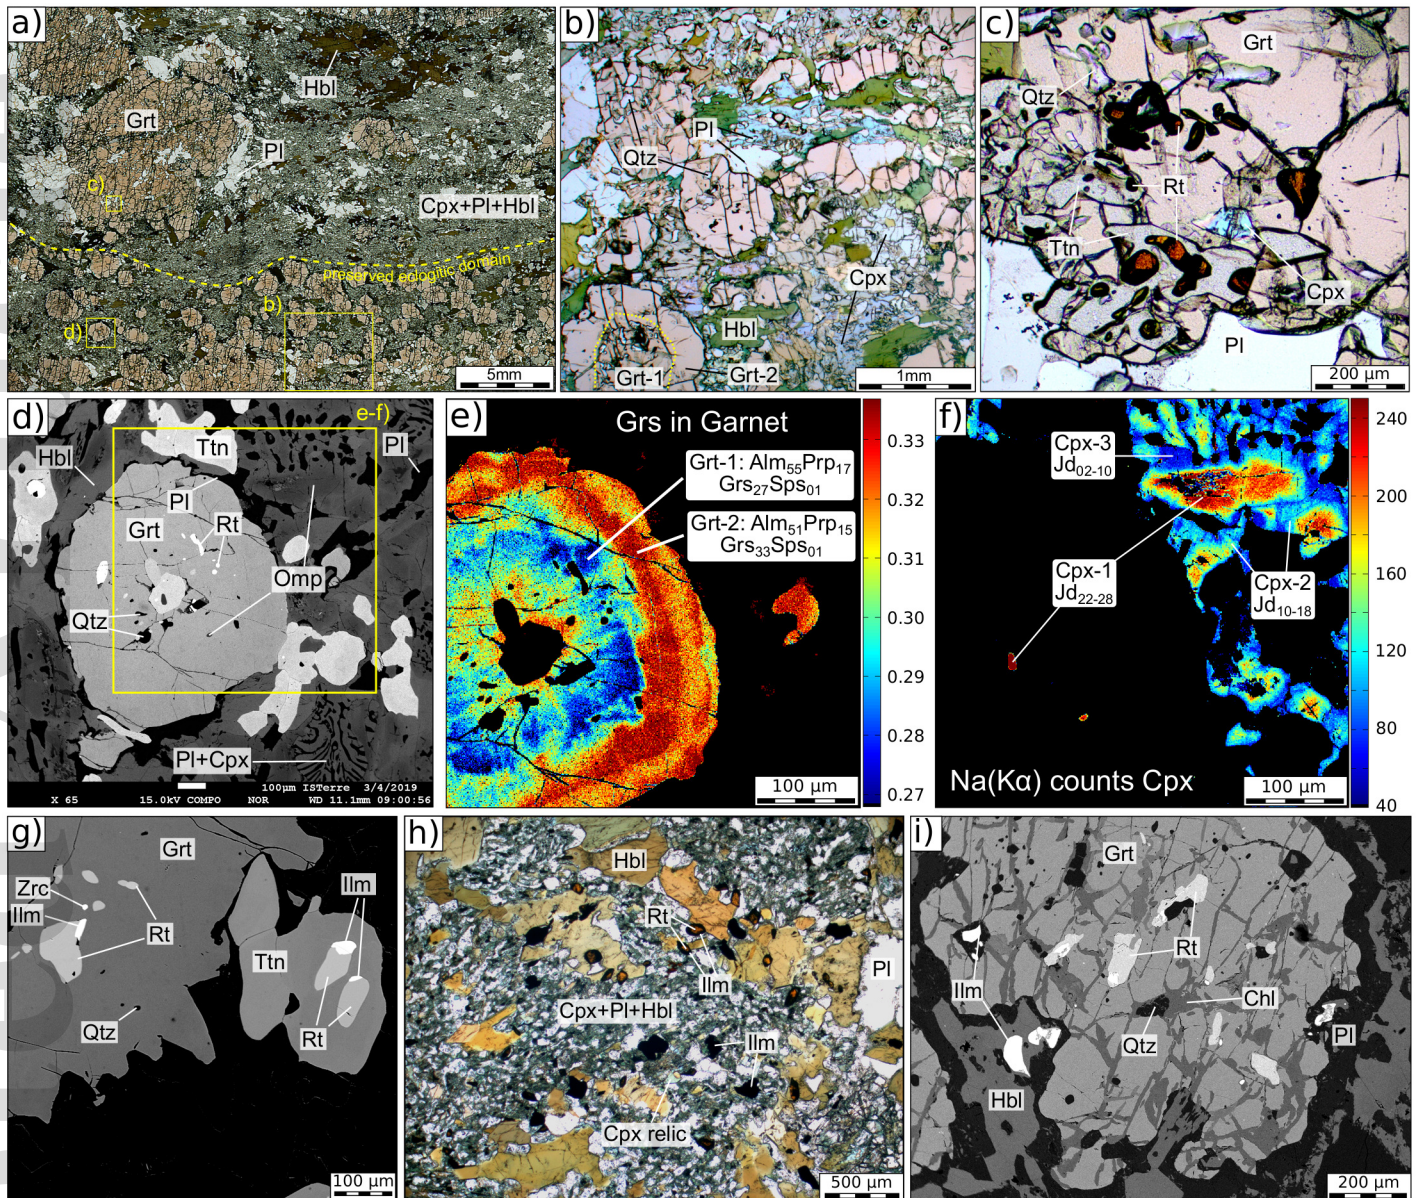 a)
Hbl
Grt
Pl
c)
Cpx+Pl+Hbl
preserved eclogitic domain
b)
d)
5mm
b)
Pl
Qtz
Cpx
Hbl
Grt-1
Grt-2
1mm
c)
Grt
Qtz
Rt
Ttn
Cpx
Pl
200 µm
d)
e-f)
Ttn
Pl
Hbl
Pl
Grt
Rt
Omp
Qtz
Pl+Cpx
100µm ISTerre 3/4/2019
X 65 15.0kV COMPO NOR WD 11.1mm 09:00:56
e)
Grs in Garnet
Grt-1: Alm₅₅Prp₁₇
Grs₂₇Sps₀₁
Grt-2: Alm₅₁Prp₁₅
Grs₃₃Sps₀₁
100 µm
0.33
0.32
0.31
0.30
0.29
0.28
0.27
f)
Cpx-3
Jd₀₂₋₁₀
Cpx-1
Jd₂₂₋₂₈
Cpx-2
Jd₁₀₋₁₈
Na(Kα) counts Cpx
100 µm
240
200
160
120
80
40
g)
Grt
Zrc
Ilm
Ilm
Rt
Ttn
Qtz
Rt
100 µm
h)
Hbl
Rt
Ilm
Pl
Cpx+Pl+Hbl
Ilm
Cpx relic
500 µm
i)
Grt
Rt
Ilm
Chl
Qtz
Pl
Hbl
200 µm